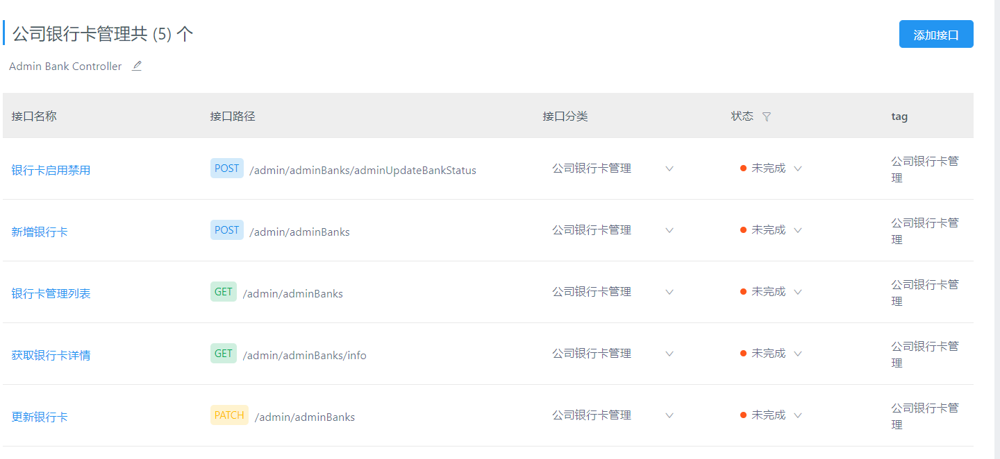 公司银行卡管理共 (5) 个
添加接口
Admin Bank Controller
接口名称 接口路径 接口分类 状态 tag
银行卡启用禁用 POST /admin/adminBanks/adminUpdateBankStatus 公司银行卡管理 未完成 公司银行卡管
理
新增银行卡 POST /admin/adminBanks 公司银行卡管理 未完成 公司银行卡管
理
银行卡管理列表 GET /admin/adminBanks 公司银行卡管理 未完成 公司银行卡管
理
获取银行卡详情 GET /admin/adminBanks/info 公司银行卡管理 未完成 公司银行卡管
理
更新银行卡 PATCH /admin/adminBanks 公司银行卡管理 未完成 公司银行卡管
理